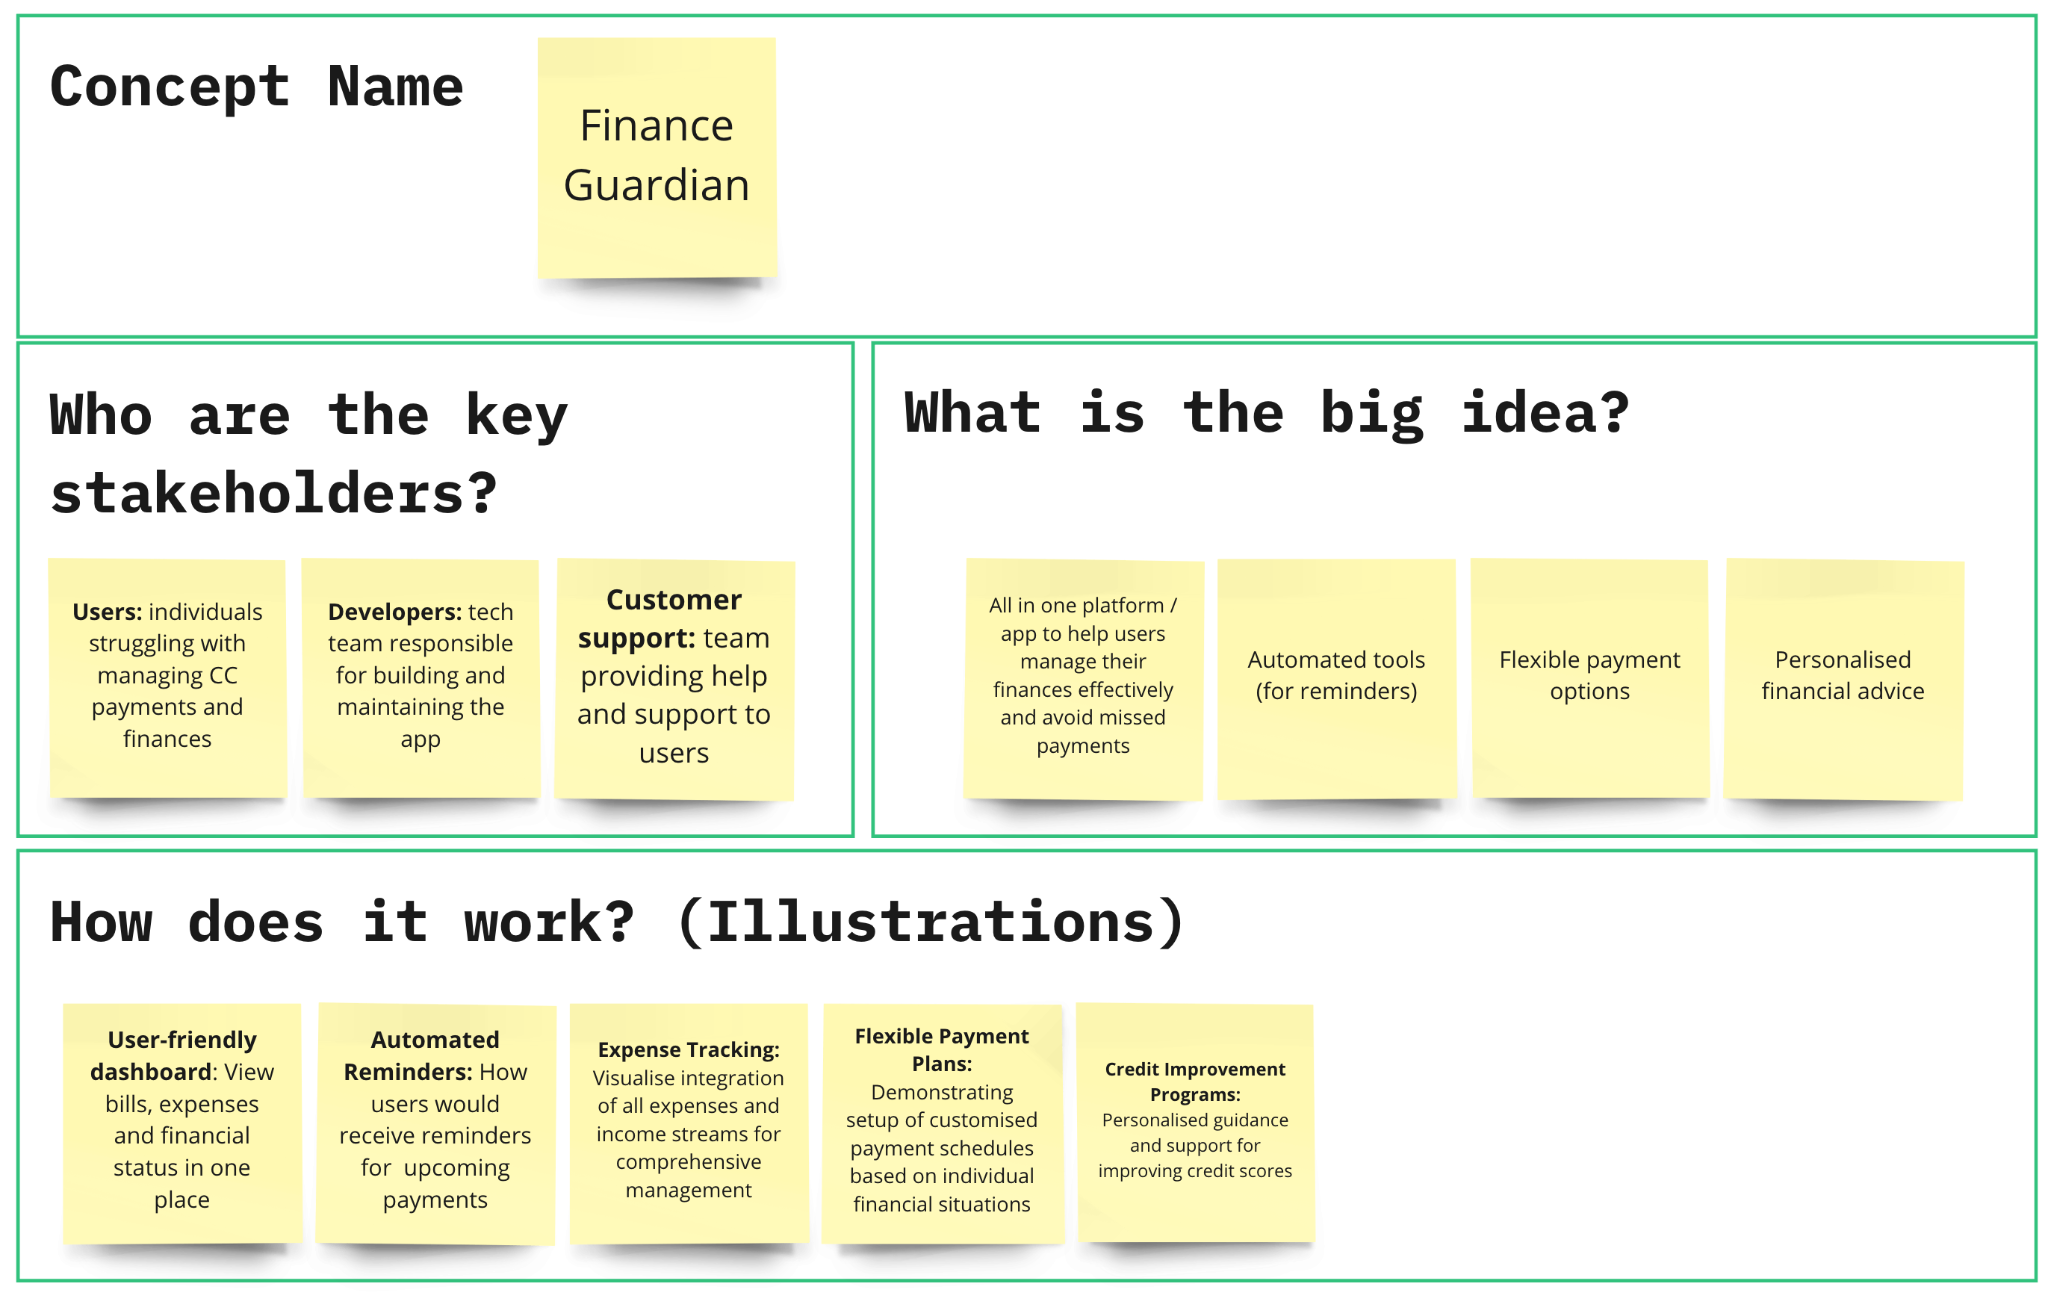 Concept Name
Finance
Guardian
Who are the key
stakeholders?
Users: individuals
struggling with
managing CC
payments and
finances
Developers: tech
team responsible
for building and
maintaining the
app
Customer
support: team
providing help
and support to
users
What is the big idea?
All in one platform /
app to help users
manage their
finances effectively
and avoid missed
payments
Automated tools
(for reminders)
Flexible payment
options
Personalised
financial advice
How does it work? (Illustrations)
User-friendly
dashboard: View
bills, expenses
and financial
status in one
place
Automated
Reminders: How
users would
receive reminders
for  upcoming
payments
Expense Tracking:
Visualise integration
of all expenses and
income streams for
comprehensive
management
Flexible Payment
Plans:
Demonstrating
setup of customised
payment schedules
based on individual
financial situations
Credit Improvement
Programs:
Personalised guidance
and support for
improving credit scores